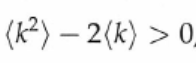 ⟨k²⟩ − 2⟨k⟩ > 0,